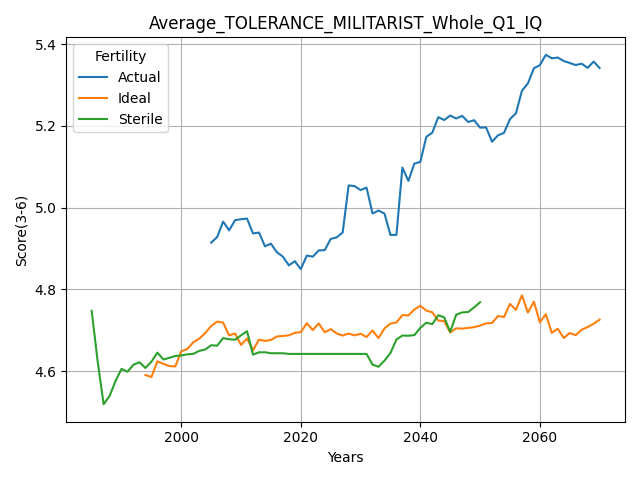 Average_TOLERANCE_MILITARIST_Whole_Q1_IQ
Fertility
Actual
Ideal
Sterile
Score(3-6)
5.4
5.2
5.0
4.8
4.6
2000
2020
2040
2060
Years